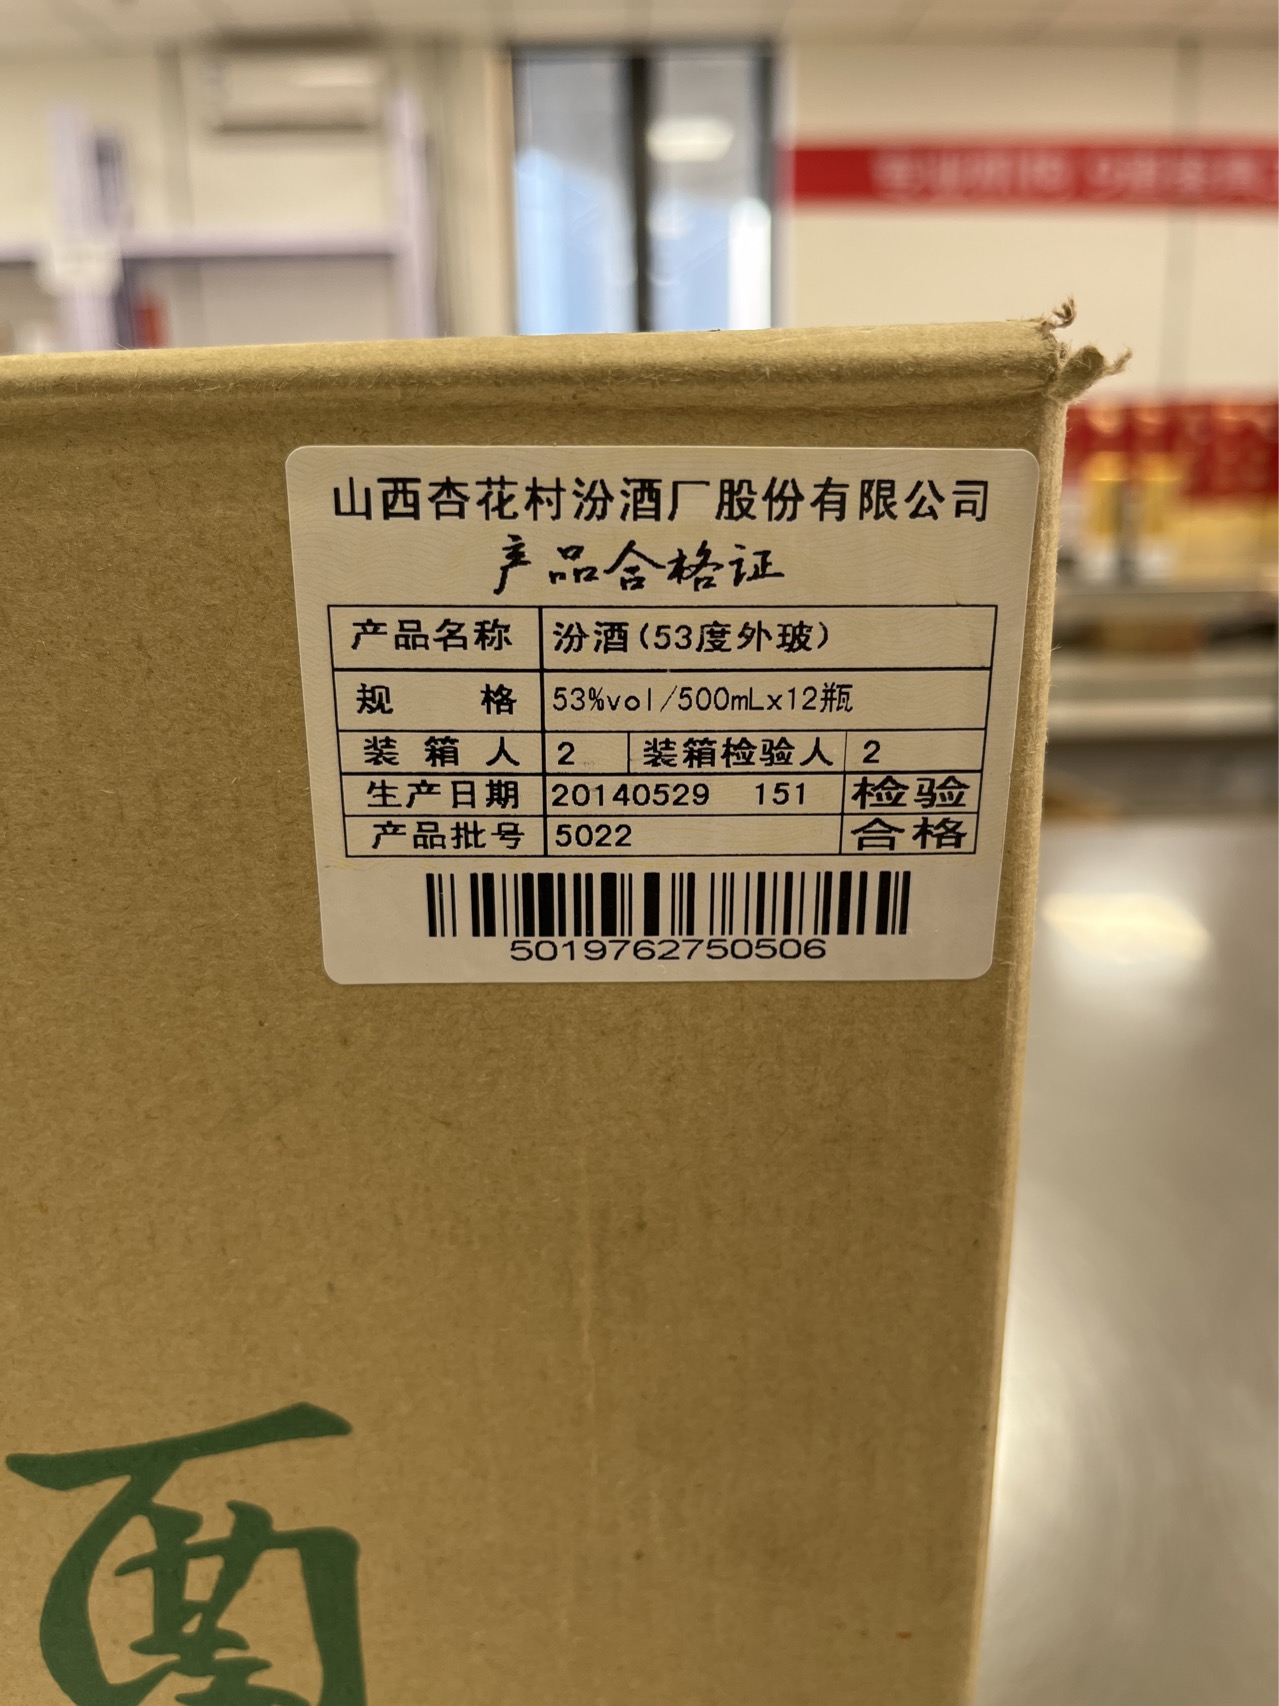 山西杏花村汾酒厂股份有限公司
产品合格证
产品名称 汾酒(53度外玻)
规 格 53%vol/500mLx12瓶
装箱人 2 装箱检验人 2
生产日期 20140529 151 检验
产品批号 5022 合格
5019762750506